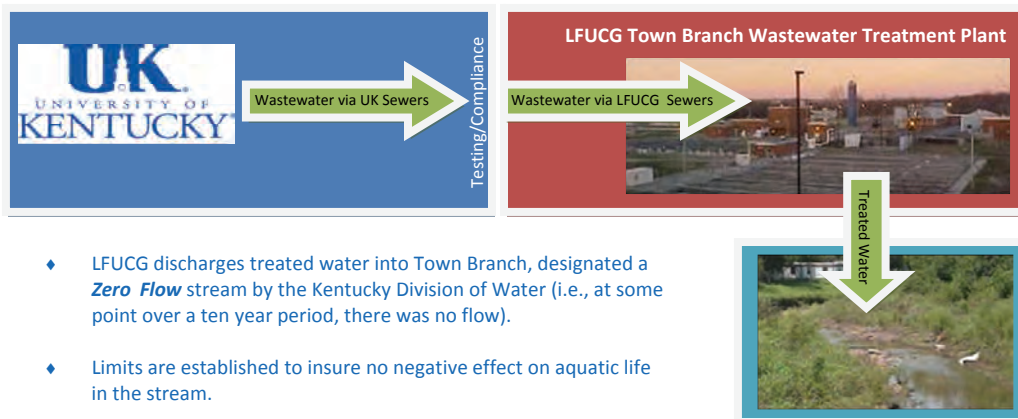 UK
UNIVERSITY OF
KENTUCKY
Wastewater via UK Sewers
Testing/Compliance
LFUCG Town Branch Wastewater Treatment Plant
Wastewater via LFUCG Sewers
Treated Water
♦ LFUCG discharges treated water into Town Branch, designated a
Zero Flow stream by the Kentucky Division of Water (i.e., at some
point over a ten year period, there was no flow).
♦ Limits are established to insure no negative effect on aquatic life
in the stream.